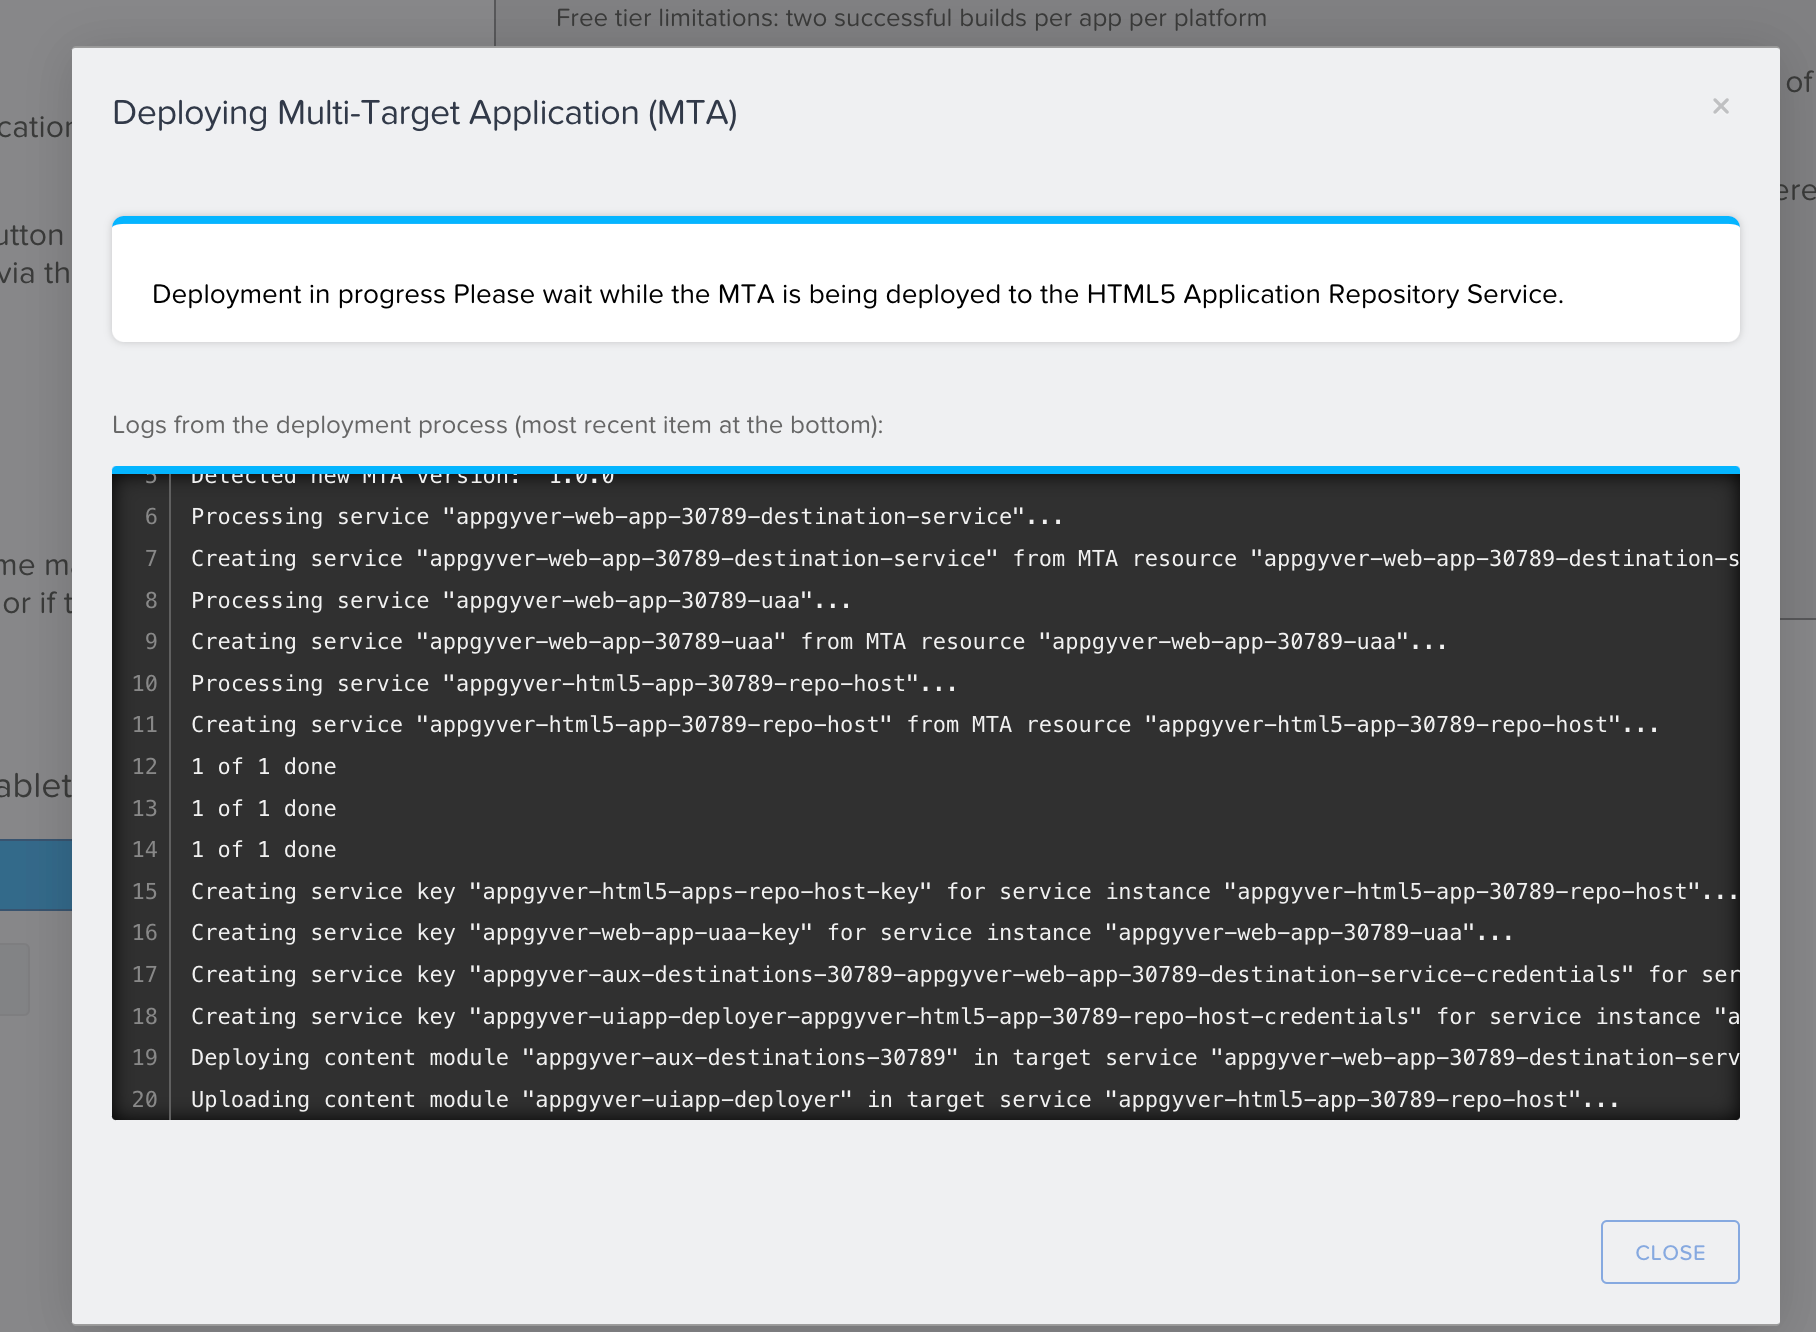 Free tier limitations: two successful builds per app per platform
of
Deploying Multi-Target Application (MTA)
×
ere
utton
via th
Deployment in progress Please wait while the MTA is being deployed to the HTML5 Application Repository Service.
Logs from the deployment process (most recent item at the bottom):
5 Detected new MTA version: "1.0.0"
6 Processing service "appgyver-web-app-30789-destination-service"...
7 Creating service "appgyver-web-app-30789-destination-service" from MTA resource "appgyver-web-app-30789-destination-s
8 Processing service "appgyver-web-app-30789-uaa"...
9 Creating service "appgyver-web-app-30789-uaa" from MTA resource "appgyver-web-app-30789-uaa"...
10 Processing service "appgyver-html5-app-30789-repo-host"...
11 Creating service "appgyver-html5-app-30789-repo-host" from MTA resource "appgyver-html5-app-30789-repo-host"...
12 1 of 1 done
13 1 of 1 done
14 1 of 1 done
15 Creating service key "appgyver-html5-apps-repo-host-key" for service instance "appgyver-html5-app-30789-repo-host"...
16 Creating service key "appgyver-web-app-uaa-key" for service instance "appgyver-web-app-30789-uaa"...
17 Creating service key "appgyver-aux-destinations-30789-appgyver-web-app-30789-destination-service-credentials" for ser
18 Creating service key "appgyver-uiapp-deployer-appgyver-html5-app-30789-repo-host-credentials" for service instance "a
19 Deploying content module "appgyver-aux-destinations-30789" in target service "appgyver-web-app-30789-destination-serv
20 Uploading content module "appgyver-uiapp-deployer" in target service "appgyver-html5-app-30789-repo-host"...
or if t
ablet
CLOSE